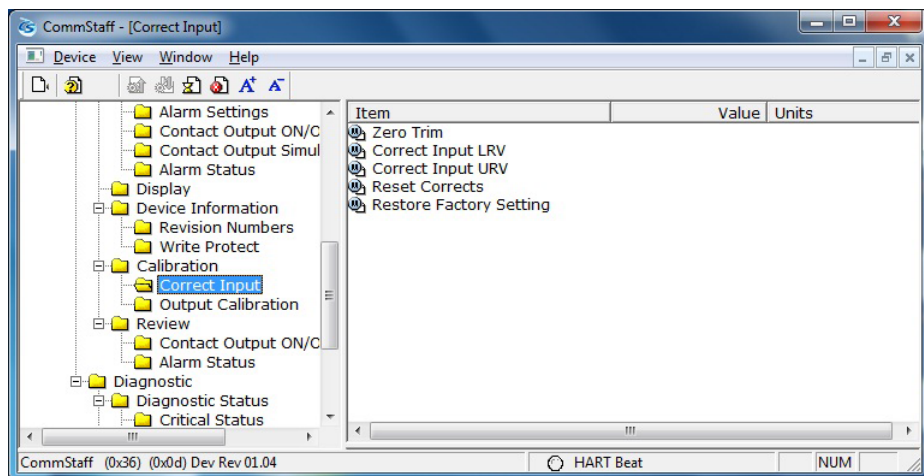 CommStaff - [Correct Input]
Device View Window Help
Alarm Settings
Contact Output ON/O
Contact Output Simul
Alarm Status
Display
Device Information
Revision Numbers
Write Protect
Calibration
Correct Input
Output Calibration
Review
Contact Output ON/O
Alarm Status
Diagnostic
Diagnostic Status
Critical Status
Item Value Units
Zero Trim
Correct Input LRV
Correct Input URV
Reset Corrects
Restore Factory Setting
CommStaff (0x36) (0x0d) Dev Rev 01.04 HART Beat NUM